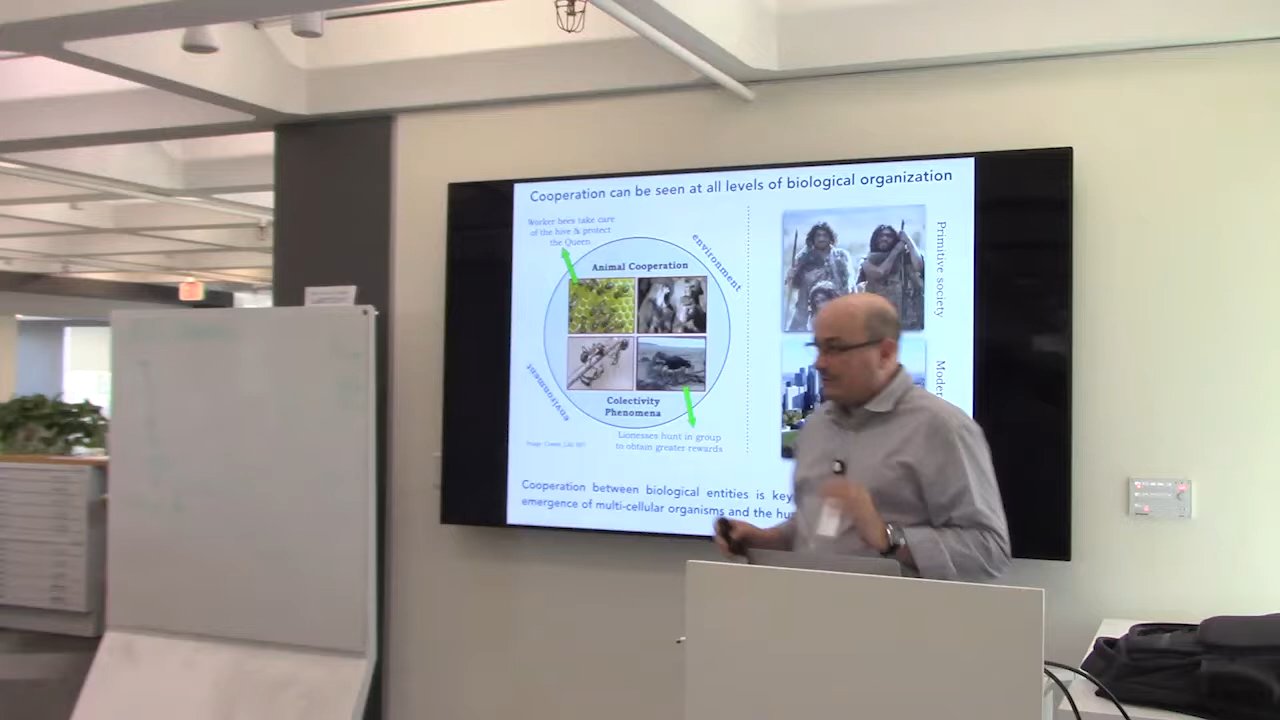 Cooperation can be seen at all levels of biological organization
Worker bees take care
of the hive & protect
the Queen
environment
Animal Cooperation
Primitive society
Colectivity
Phenomena
environment
Lionesses hunt in group
to obtain greater rewards
Cooperation between biological entities is key
emergence of multi-cellular organisms and the